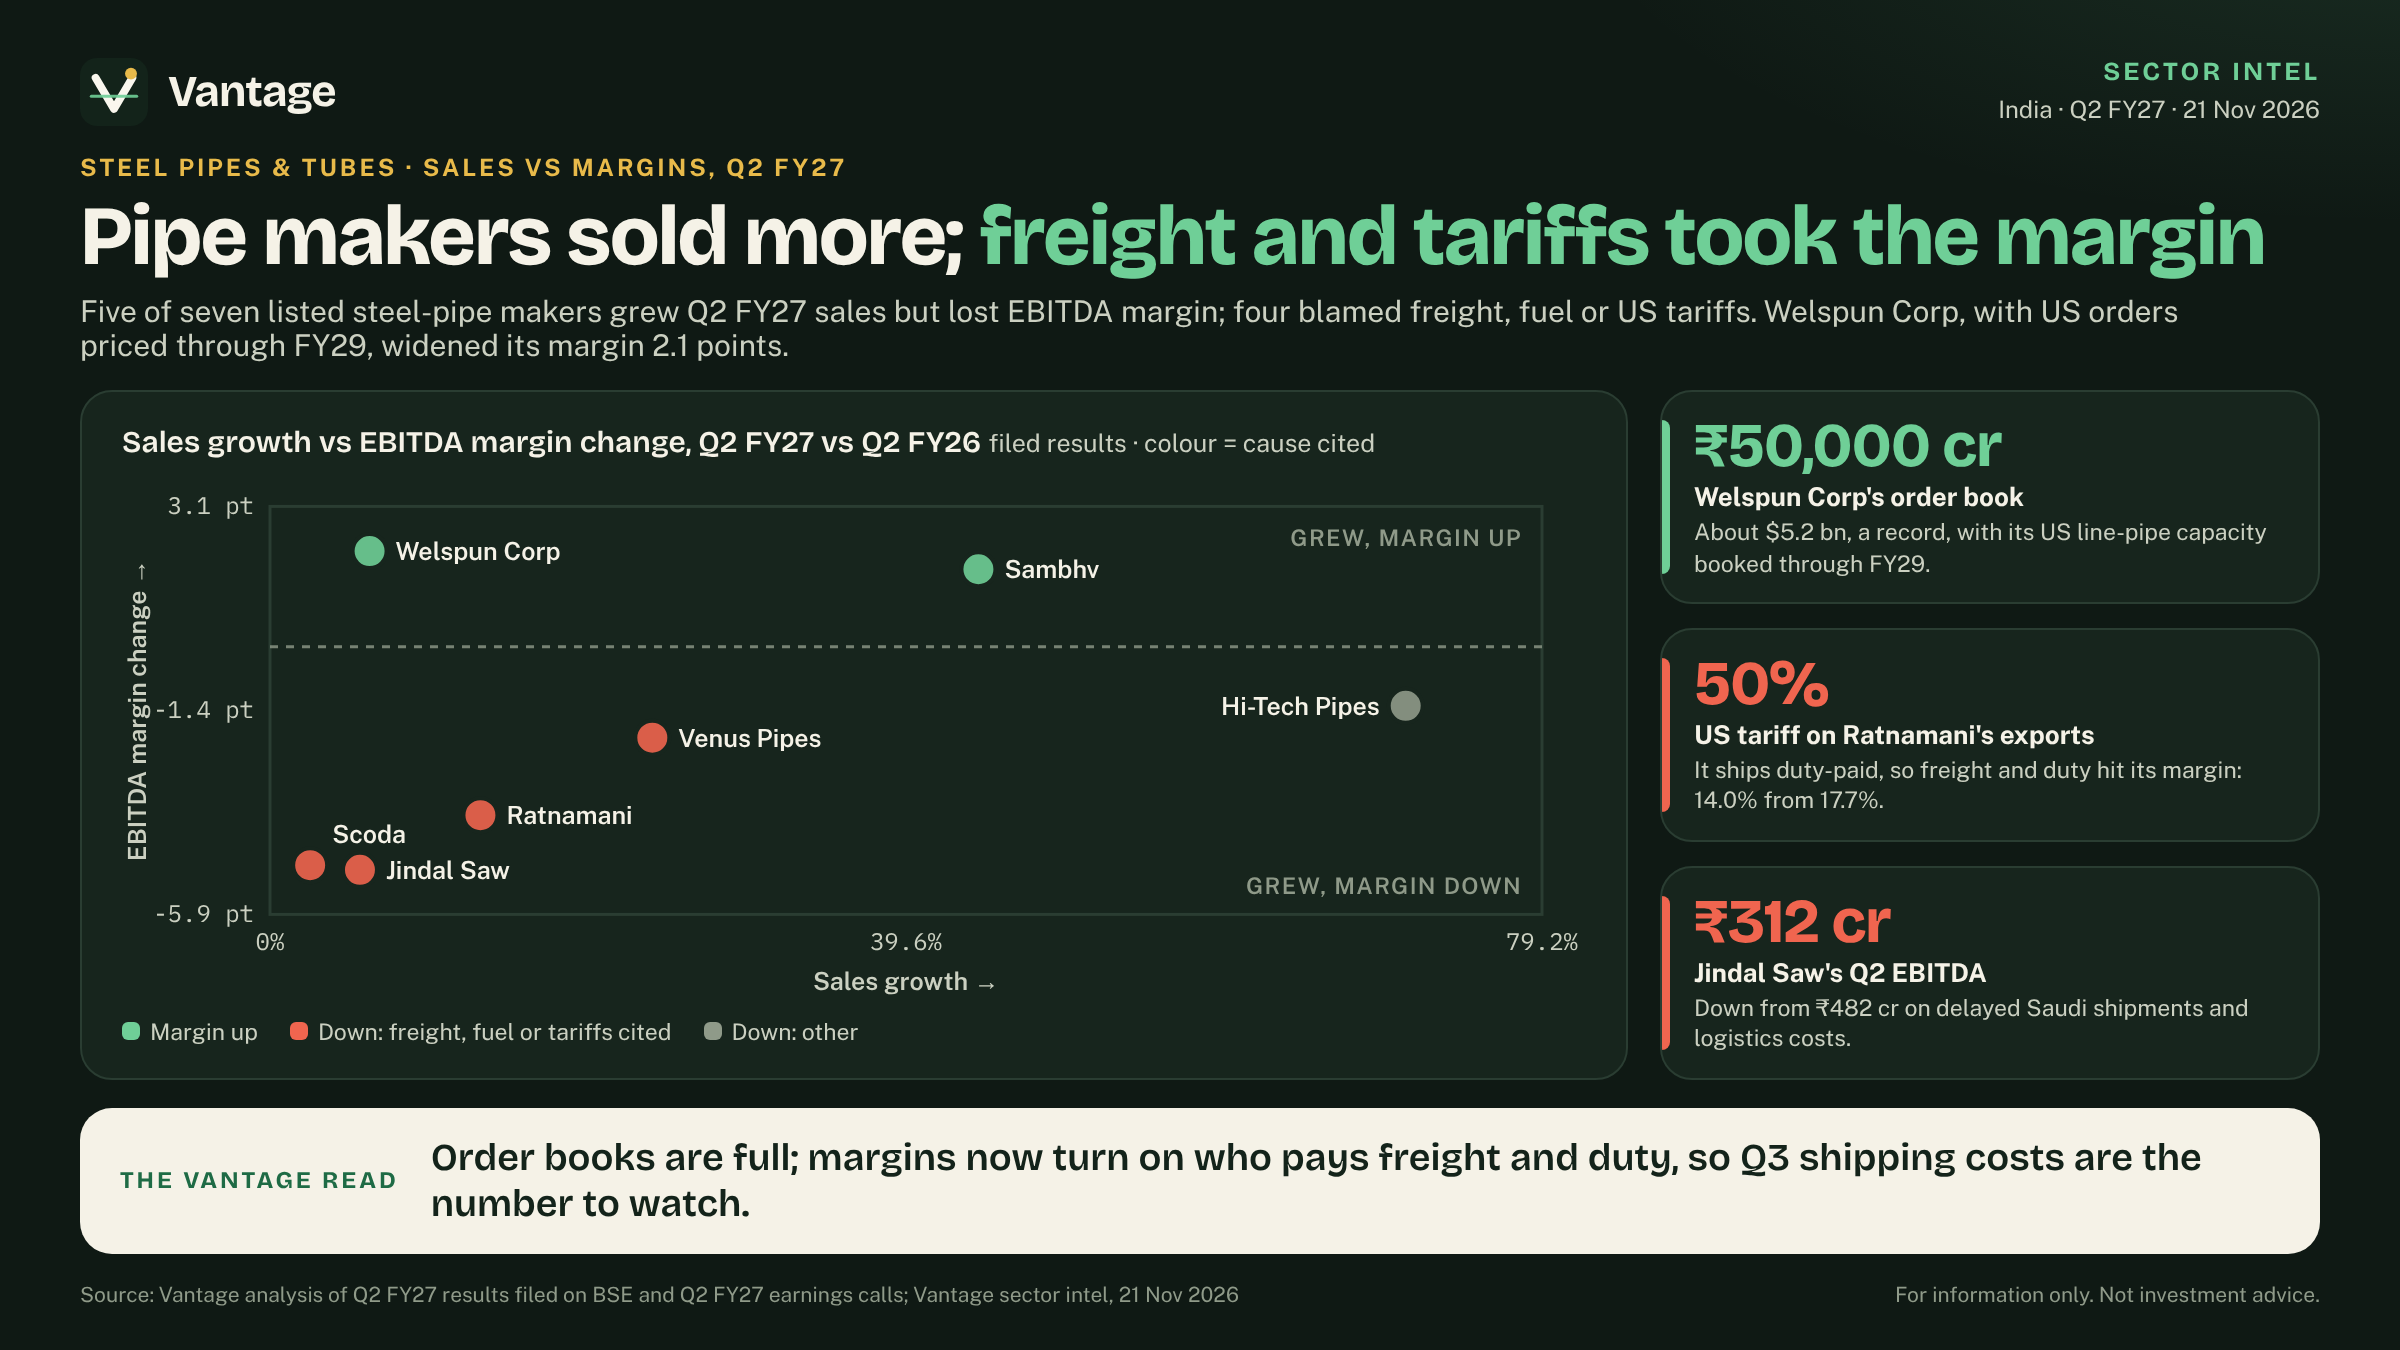 Vantage
SECTOR INTEL
India · Q2 FY27 · 21 Nov 2026
STEEL PIPES & TUBES · SALES VS MARGINS, Q2 FY27
Pipe makers sold more; freight and tariffs took the margin
Five of seven listed steel-pipe makers grew Q2 FY27 sales but lost EBITDA margin; four blamed freight, fuel or US tariffs. Welspun Corp, with US orders
priced through FY29, widened its margin 2.1 points.
Sales growth vs EBITDA margin change, Q2 FY27 vs Q2 FY26 filed results · colour = cause cited
3.1 pt
GREW, MARGIN UP
Welspun Corp
Sambhv
EBITDA margin change →
-1.4 pt
Hi-Tech Pipes
Venus Pipes
Ratnamani
Scoda
Jindal Saw
GREW, MARGIN DOWN
-5.9 pt
0%
39.6%
79.2%
Sales growth →
Margin up
Down: freight, fuel or tariffs cited
Down: other
₹50,000 cr
Welspun Corp's order book
About $5.2 bn, a record, with its US line-pipe capacity
booked through FY29.
50%
US tariff on Ratnamani's exports
It ships duty-paid, so freight and duty hit its margin:
14.0% from 17.7%.
₹312 cr
Jindal Saw's Q2 EBITDA
Down from ₹482 cr on delayed Saudi shipments and
logistics costs.
THE VANTAGE READ
Order books are full; margins now turn on who pays freight and duty, so Q3 shipping costs are the
number to watch.
Source: Vantage analysis of Q2 FY27 results filed on BSE and Q2 FY27 earnings calls; Vantage sector intel, 21 Nov 2026
For information only. Not investment advice.